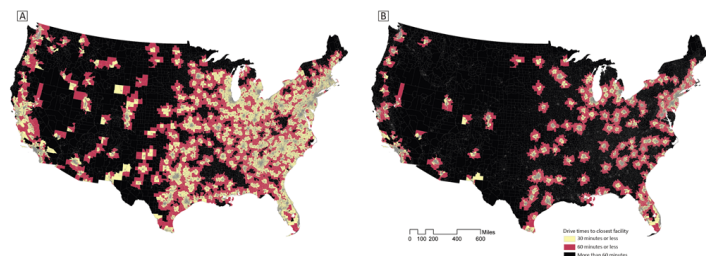 A
B
0 100 200 400 600 Miles
Drive times to closest facility
30 minutes or less
60 minutes or less
More than 60 minutes